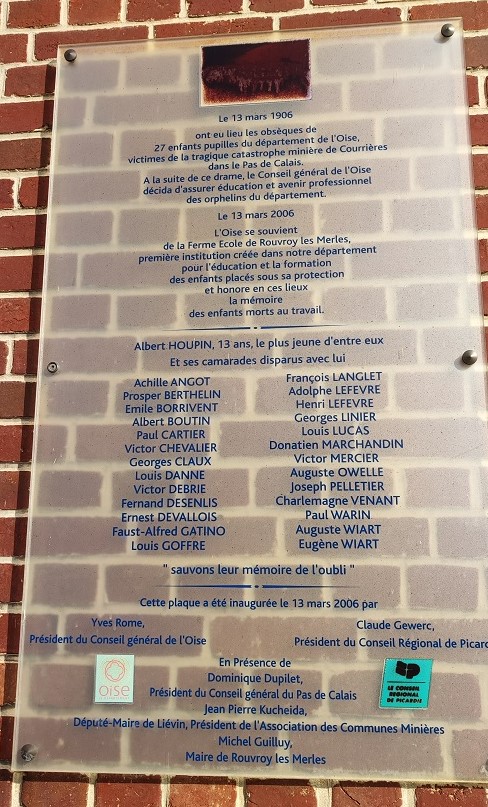 Le 13 mars 1906
ont eu lieu les obsèques de
27 enfants pupilles du département de l'Oise,
victimes de la tragique catastrophe minière de Courrières
dans le Pas de Calais.
A la suite de ce drame, le Conseil général de l'Oise
décida d'assurer éducation et avenir professionnel
des orphelins du département.
Le 13 mars 2006
L'Oise se souvient
de la Ferme Ecole de Rouvroy les Merles,
première institution créée dans notre département
pour l'éducation et la formation
des enfants placés sous sa protection
et honore en ces lieux
la mémoire
des enfants morts au travail.
Albert HOUPIN, 13 ans, le plus jeune d'entre eux
Et ses camarades disparus avec lui
Achille ANGOT
Prosper BERTHELIN
Emile BORRIVENT
Albert BOUTIN
Paul CARTIER
Victor CHEVALIER
Georges CLAUX
Louis DANNE
Victor DEBRIE
Fernand DESENLIS
Ernest DEVALLOIS
Faust-Alfred GATINO
Louis GOFFRE
François LANGLET
Adolphe LEFEVRE
Henri LEFEVRE
Georges LINIER
Louis LUCAS
Donatien MARCHANDIN
Victor MERCIER
Auguste OWELLE
Joseph PELLETIER
Charlemagne VENANT
Paul WARIN
Auguste WIART
Eugène WIART
" sauvons leur mémoire de l'oubli "
Cette plaque a été inaugurée le 13 mars 2006 par
Yves Rome,
Président du Conseil général de l'Oise
Claude Gewerc,
Président du Conseil Régional de Picard
En Présence de
Dominique Dupilet,
Président du Conseil général du Pas de Calais
Jean Pierre Kucheida,
Député-Maire de Liévin, Président de l'Association des Communes Minières
Michel Guilluy,
Maire de Rouvroy les Merles
oise
LE CONSEIL
REGIONAL
DE PICARDIE